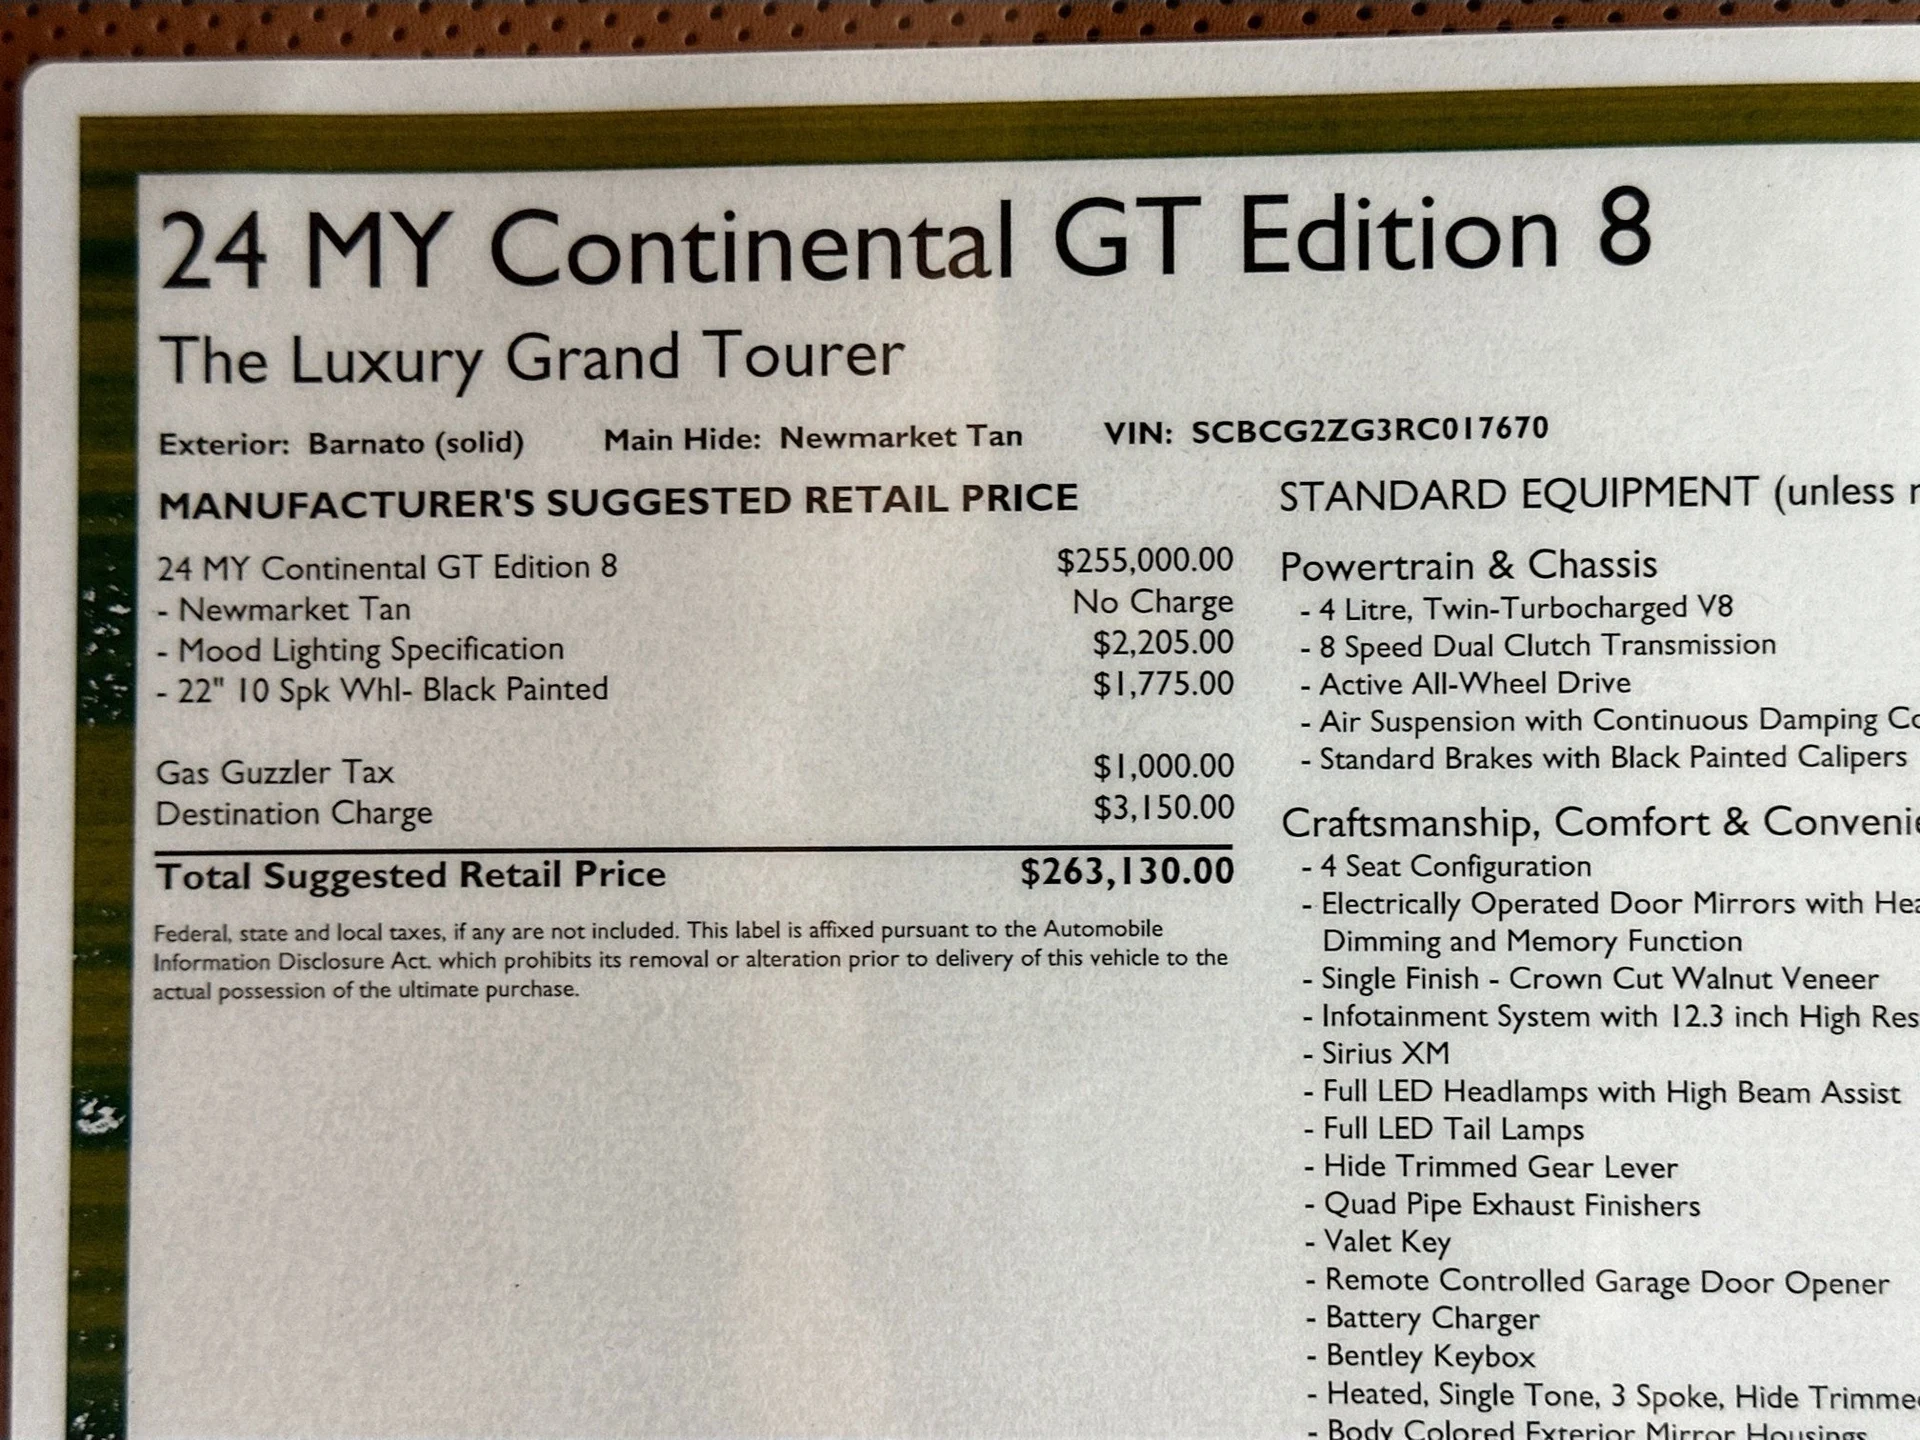 24 MY Continental GT Edition 8
The Luxury Grand Tourer
Exterior: Barnato (solid) Main Hide: Newmarket Tan VIN: SCBCG2ZG3RC017670
MANUFACTURER'S SUGGESTED RETAIL PRICE
24 MY Continental GT Edition 8 $255,000.00
- Newmarket Tan No Charge
- Mood Lighting Specification $2,205.00
- 22" 10 Spk Whl- Black Painted $1,775.00
Gas Guzzler Tax $1,000.00
Destination Charge $3,150.00
Total Suggested Retail Price $263,130.00
Federal, state and local taxes, if any are not included. This label is affixed pursuant to the Automobile
Information Disclosure Act. which prohibits its removal or alteration prior to delivery of this vehicle to the
actual possession of the ultimate purchase.
STANDARD EQUIPMENT (unless
Powertrain & Chassis
- 4 Litre, Twin-Turbocharged V8
- 8 Speed Dual Clutch Transmission
- Active All-Wheel Drive
- Air Suspension with Continuous Damping
- Standard Brakes with Black Painted Calipers
Craftsmanship, Comfort &
- 4 Seat Configuration
- Electrically Operated Door Mirrors with
Dimming and Memory Function
- Single Finish - Crown Cut Walnut Veneer
- Infotainment System with 12.3 inch High
- Sirius XM
- Full LED Headlamps with High Beam Assist
- Full LED Tail Lamps
- Hide Trimmed Gear Lever
- Quad Pipe Exhaust Finishers
- Valet Key
- Remote Controlled Garage Door Opener
- Battery Charger
- Bentley Keybox
- Heated, Single Tone, 3 Spoke, Hide
- Body Colored Exterior Mirror Housings